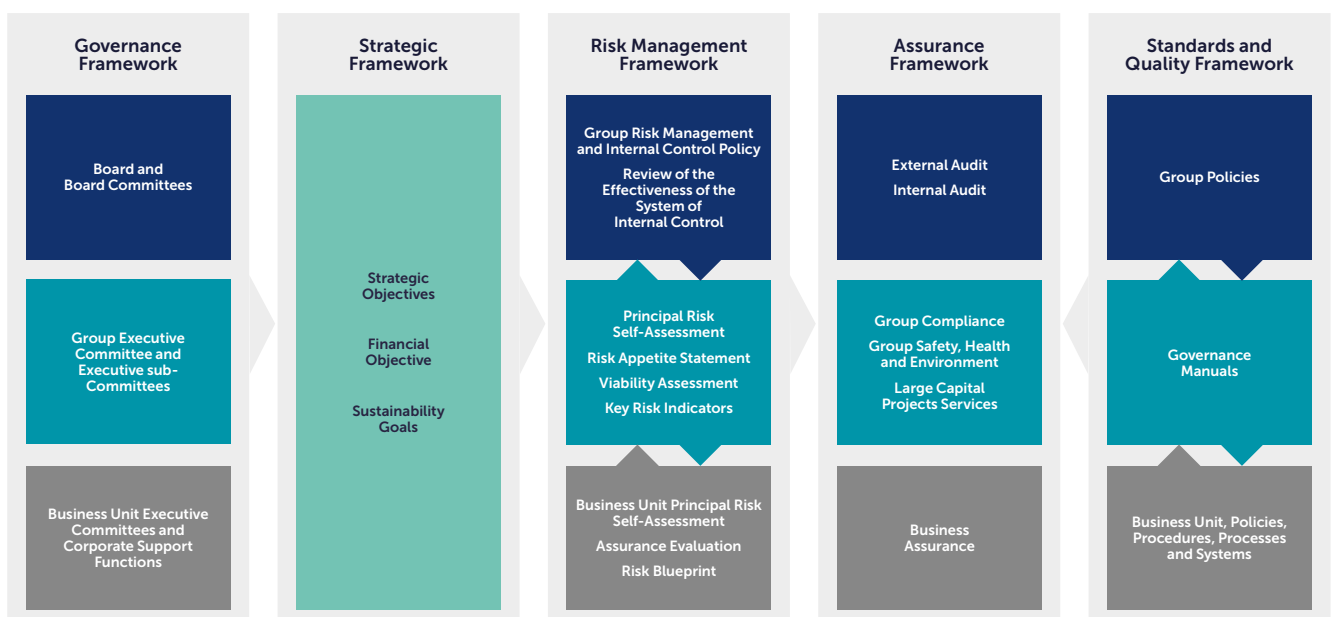 Governance
Framework
Board and
Board Committees
Group Executive
Committee and
Executive sub-
Committees
Business Unit Executive
Committees and
Corporate Support
Functions
Strategic
Framework
Strategic
Objectives
Financial
Objective
Sustainability
Goals
Risk Management
Framework
Group Risk Management
and Internal Control Policy
Review of the
Effectiveness of the
System of
Internal Control
Principal Risk
Self-Assessment
Risk Appetite Statement
Viability Assessment
Key Risk Indicators
Business Unit Principal Risk
Self-Assessment
Assurance Evaluation
Risk Blueprint
Assurance
Framework
External Audit
Internal Audit
Group Compliance
Group Safety, Health
and Environment
Large Capital
Projects Services
Business
Assurance
Standards and
Quality Framework
Group Policies
Governance
Manuals
Business Unit, Policies,
Procedures, Processes
and Systems